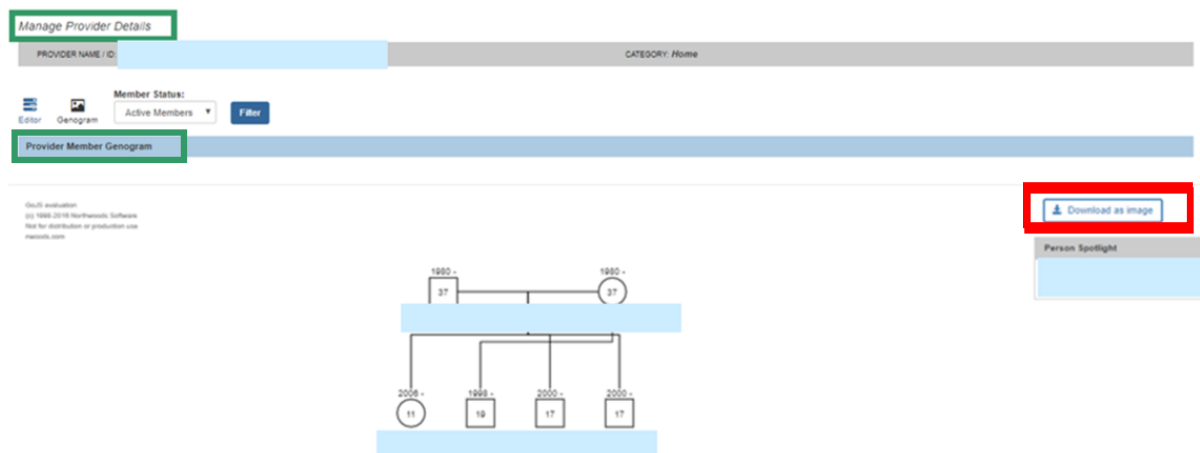 Manage Provider Details
PROVIDER NAME / ID: CATEGORY: Home
Member Status:
Editor Genogram Active Members Filter
Provider Member Genogram
GoJS evaluation
(c) 1998-2016 Northwoods Software
Not for distribution or production use
nwoods.com
Download as image
Person Spotlight
1980 - 1980 -
37 37
2006 - 1998 - 2000 - 2000 -
11 19 17 17